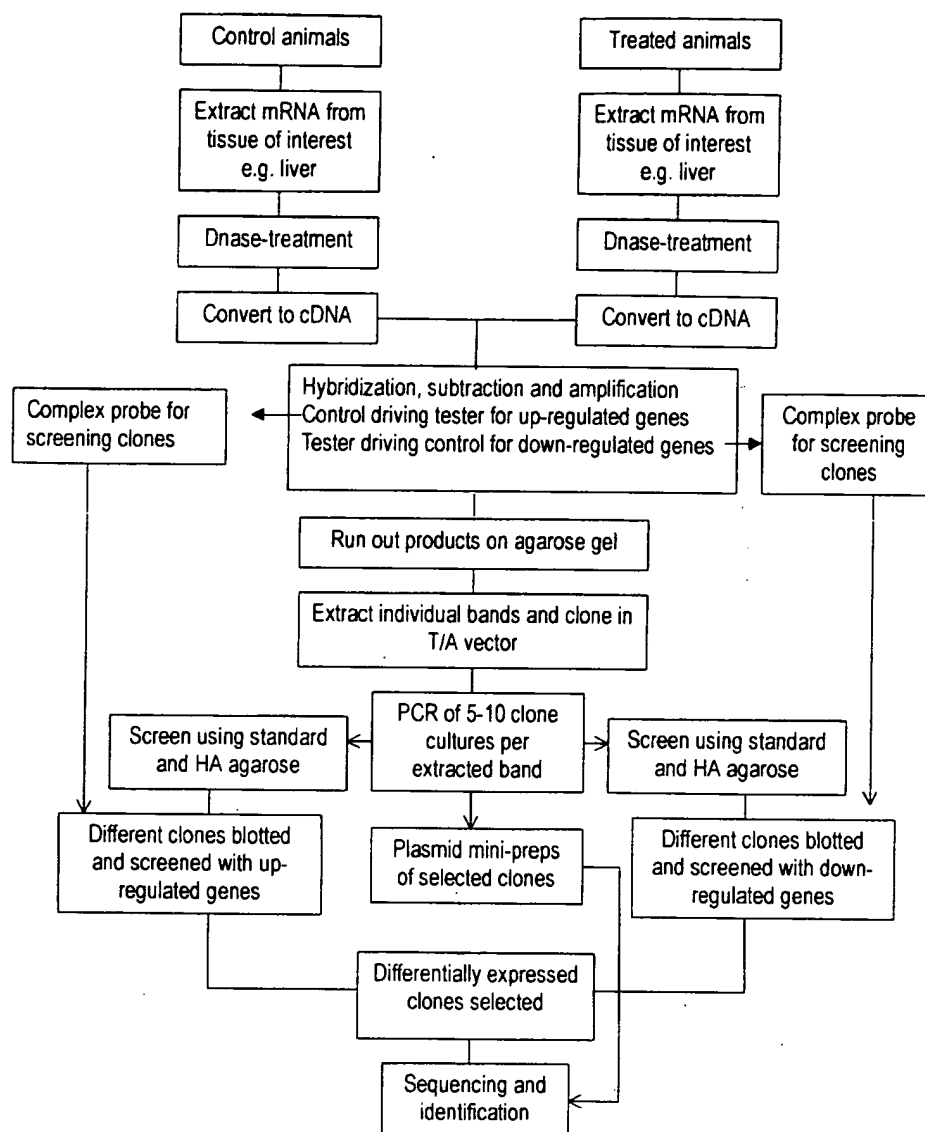 Control animals
Treated animals
Extract mRNA from
tissue of interest
e.g. liver
Extract mRNA from
tissue of interest
e.g. liver
Dnase-treatment
Dnase-treatment
Convert to cDNA
Convert to cDNA
Hybridization, subtraction and amplification
Control driving tester for up-regulated genes
Tester driving control for down-regulated genes
Complex probe for
screening clones
Complex probe
for screening
clones
Run out products on agarose gel
Extract individual bands and clone in
T/A vector
PCR of 5-10 clone
cultures per
extracted band
Screen using standard
and HA agarose
Screen using standard
and HA agarose
Different clones blotted
and screened with up-
regulated genes
Plasmid mini-preps
of selected clones
Different clones blotted
and screened with down-
regulated genes
Differentially expressed
clones selected
Sequencing and
identification